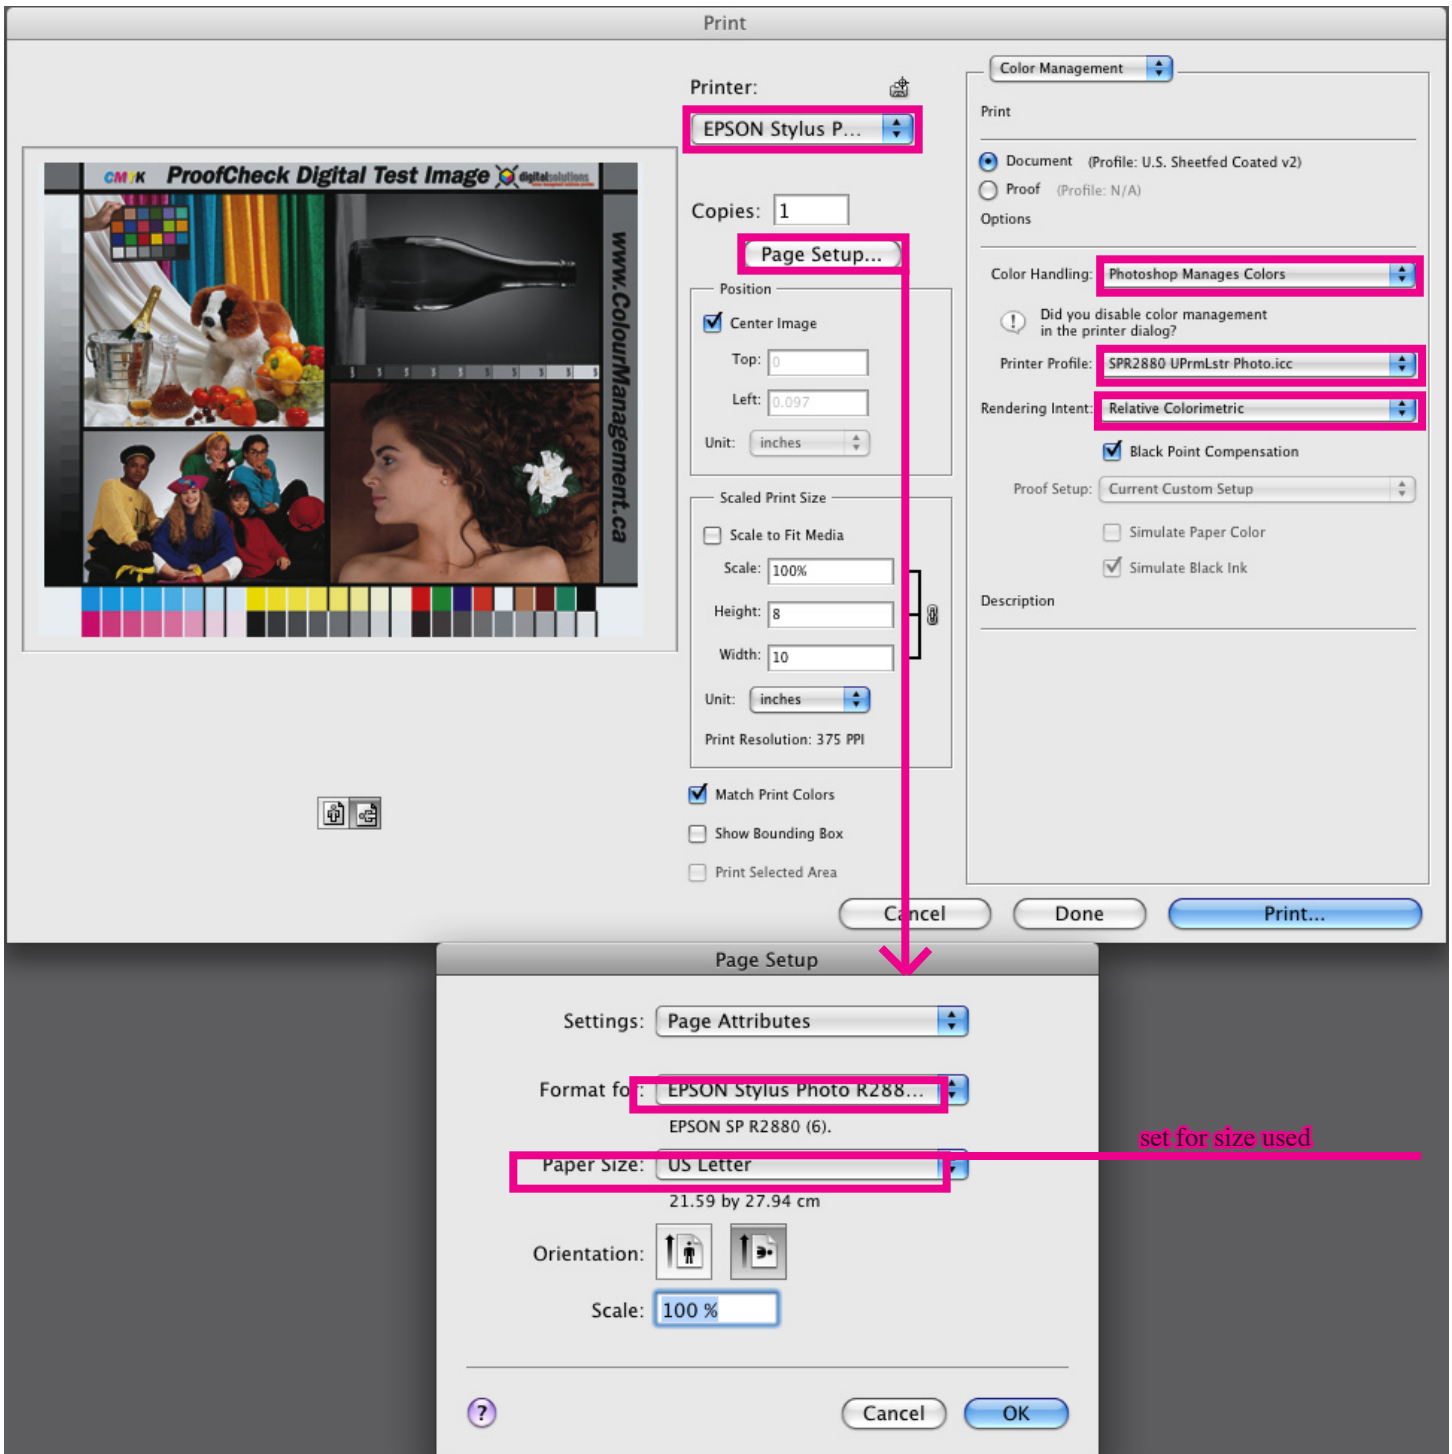 Print
Printer:
EPSON Stylus P...
Copies: 1
Page Setup...
Position
Center Image
Top: 0
Left: 0.097
Unit: inches
Scaled Print Size
Scale to Fit Media
Scale: 100%
Height: 8
Width: 10
Unit: inches
Print Resolution: 375 PPI
Match Print Colors
Show Bounding Box
Print Selected Area
Color Management
Print
Document (Profile: U.S. Sheetfed Coated v2)
Proof (Profile: N/A)
Options
Color Handling: Photoshop Manages Colors
Did you disable color management
in the printer dialog?
Printer Profile: SPR2880 UPrmLstr Photo.icc
Rendering Intent: Relative Colorimetric
Black Point Compensation
Proof Setup: Current Custom Setup
Simulate Paper Color
Simulate Black Ink
Description
Cancel
Done
Print...
CMYK ProofCheck Digital Test Image digitalsolutions
www.ColourManagement.ca
Page Setup
Settings: Page Attributes
Format for: EPSON Stylus Photo R288...
EPSON SP R2880 (6).
Paper Size: US Letter
21.59 by 27.94 cm
set for size used
Orientation:
Scale: 100 %
?
Cancel
OK